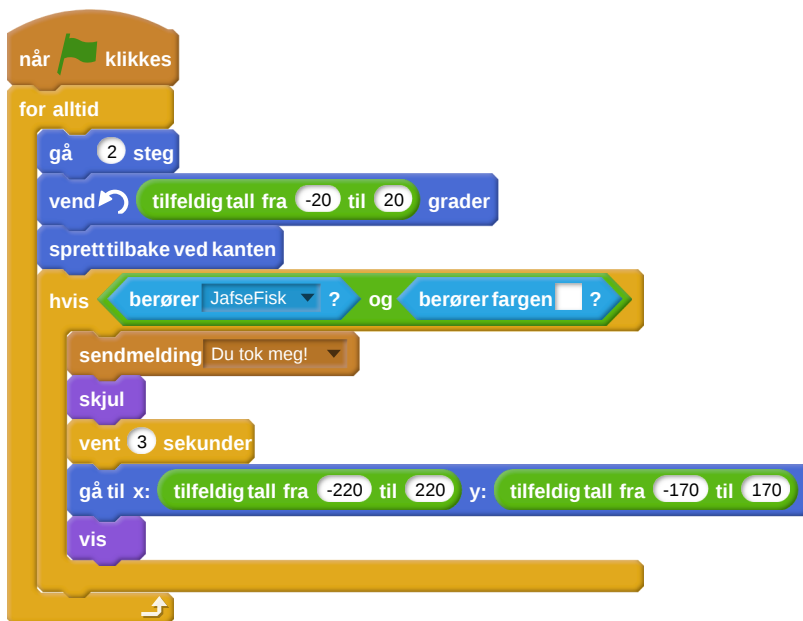 når klikkes
for alltid
gå 2 steg
vend tilfeldig tall fra -20 til 20 grader
sprett tilbake ved kanten
hvis berører JafseFisk ? og berører fargen ?
send melding Du tok meg!
skjul
vent 3 sekunder
gå til x: tilfeldig tall fra -220 til 220 y: tilfeldig tall fra -170 til 170
vis